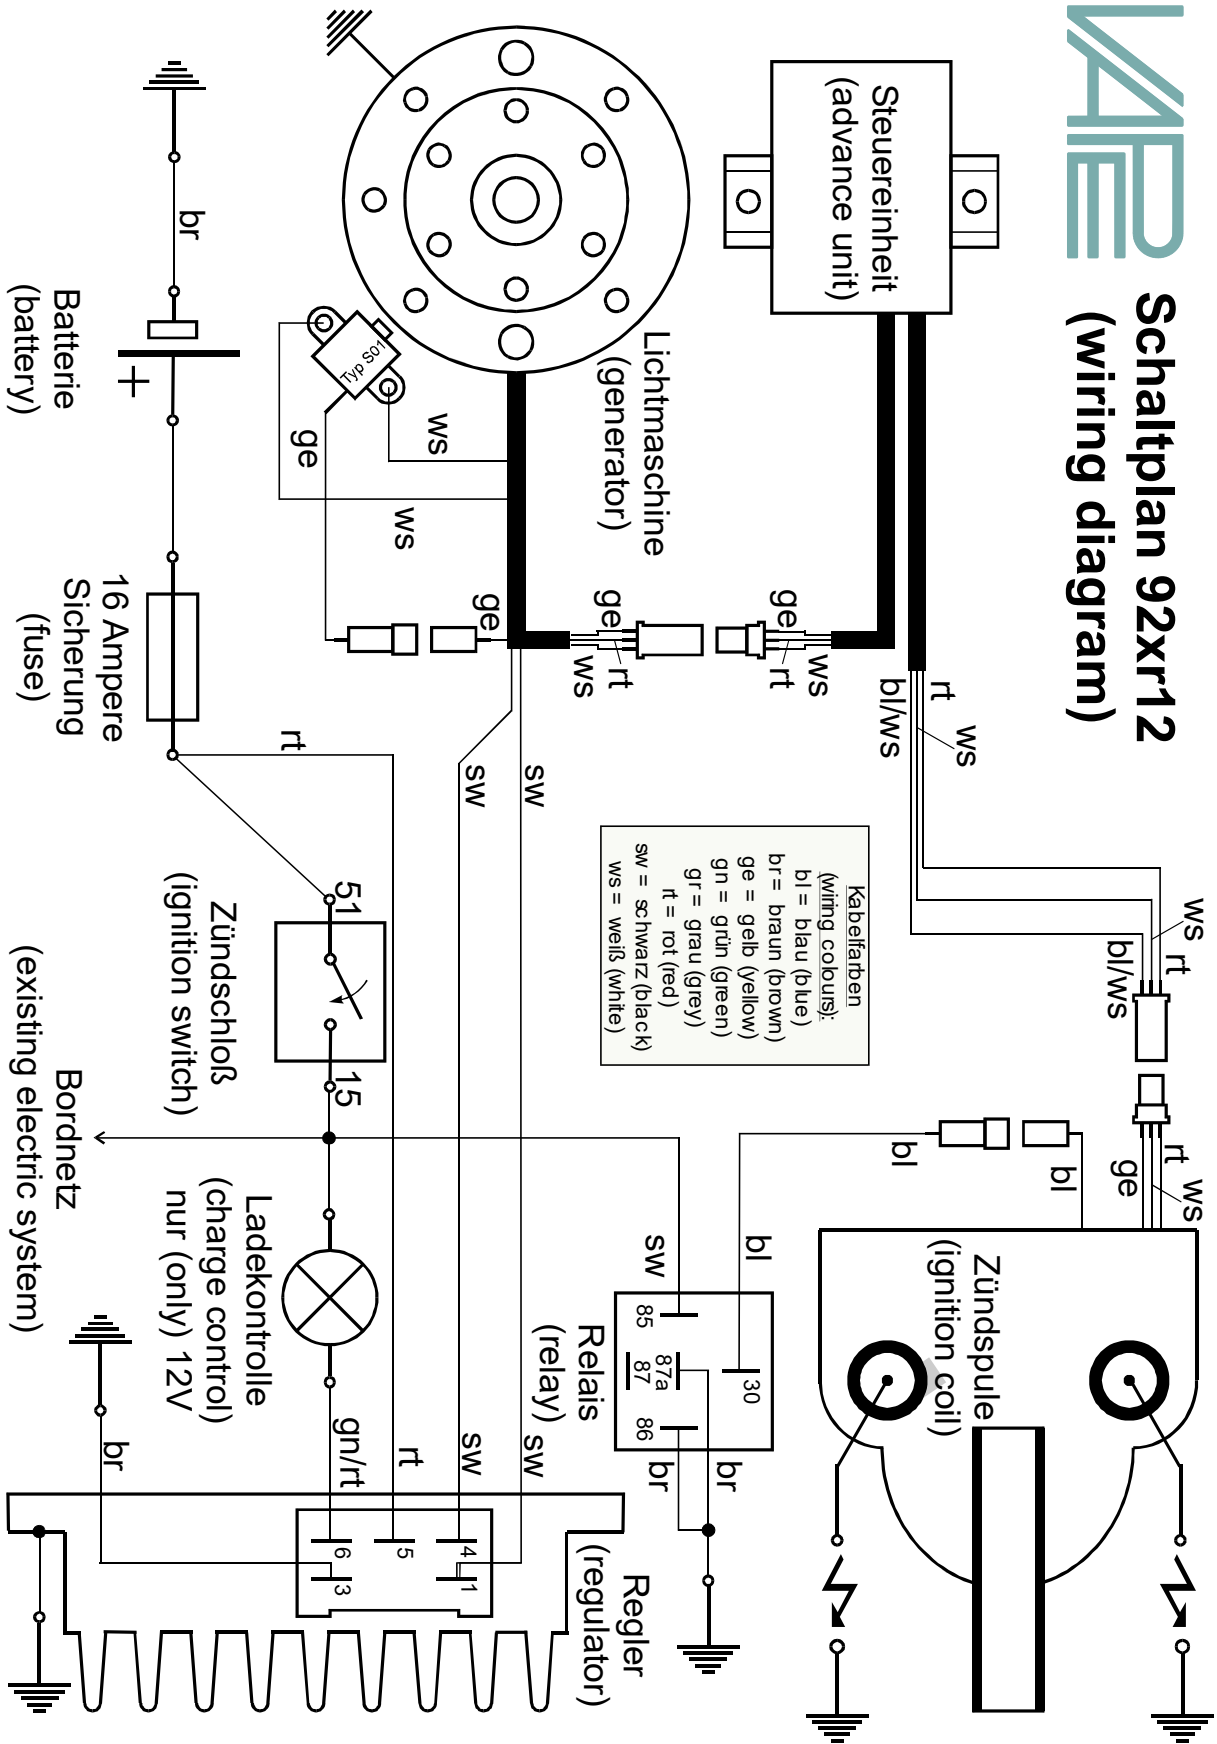 VAPE
Schaltplan 92xr12
(wiring diagram)
Steuereinheit
(advance unit)
rt
ws
bl/ws
ws
rt
bl/ws
rt
ws
ge
Zündspule
(ignition coil)
ge
rt
ws
ge
rt
ws
Lichtmaschine
(generator)
Typ S01
ws
ws
ge
ge
sw
sw
Kabelfarben
(wiring colours):
bl = blau (blue)
br = braun (brown)
ge = gelb (yellow)
gn = grün (green)
gr = grau (grey)
rt = rot (red)
sw = schwarz (black)
ws = weiß (white)
bl
bl
bl
sw
30
87a
87
85
86
Relais
(relay)
br
br
sw
sw
rt
gn/rt
br
4
1
5
6
3
Regler
(regulator)
br
+
Batterie
(battery)
16 Ampere
Sicherung
(fuse)
rt
51
15
Zündschloß
(ignition switch)
Bordnetz
(existing electric system)
Ladekontrolle
(charge control)
nur (only) 12V